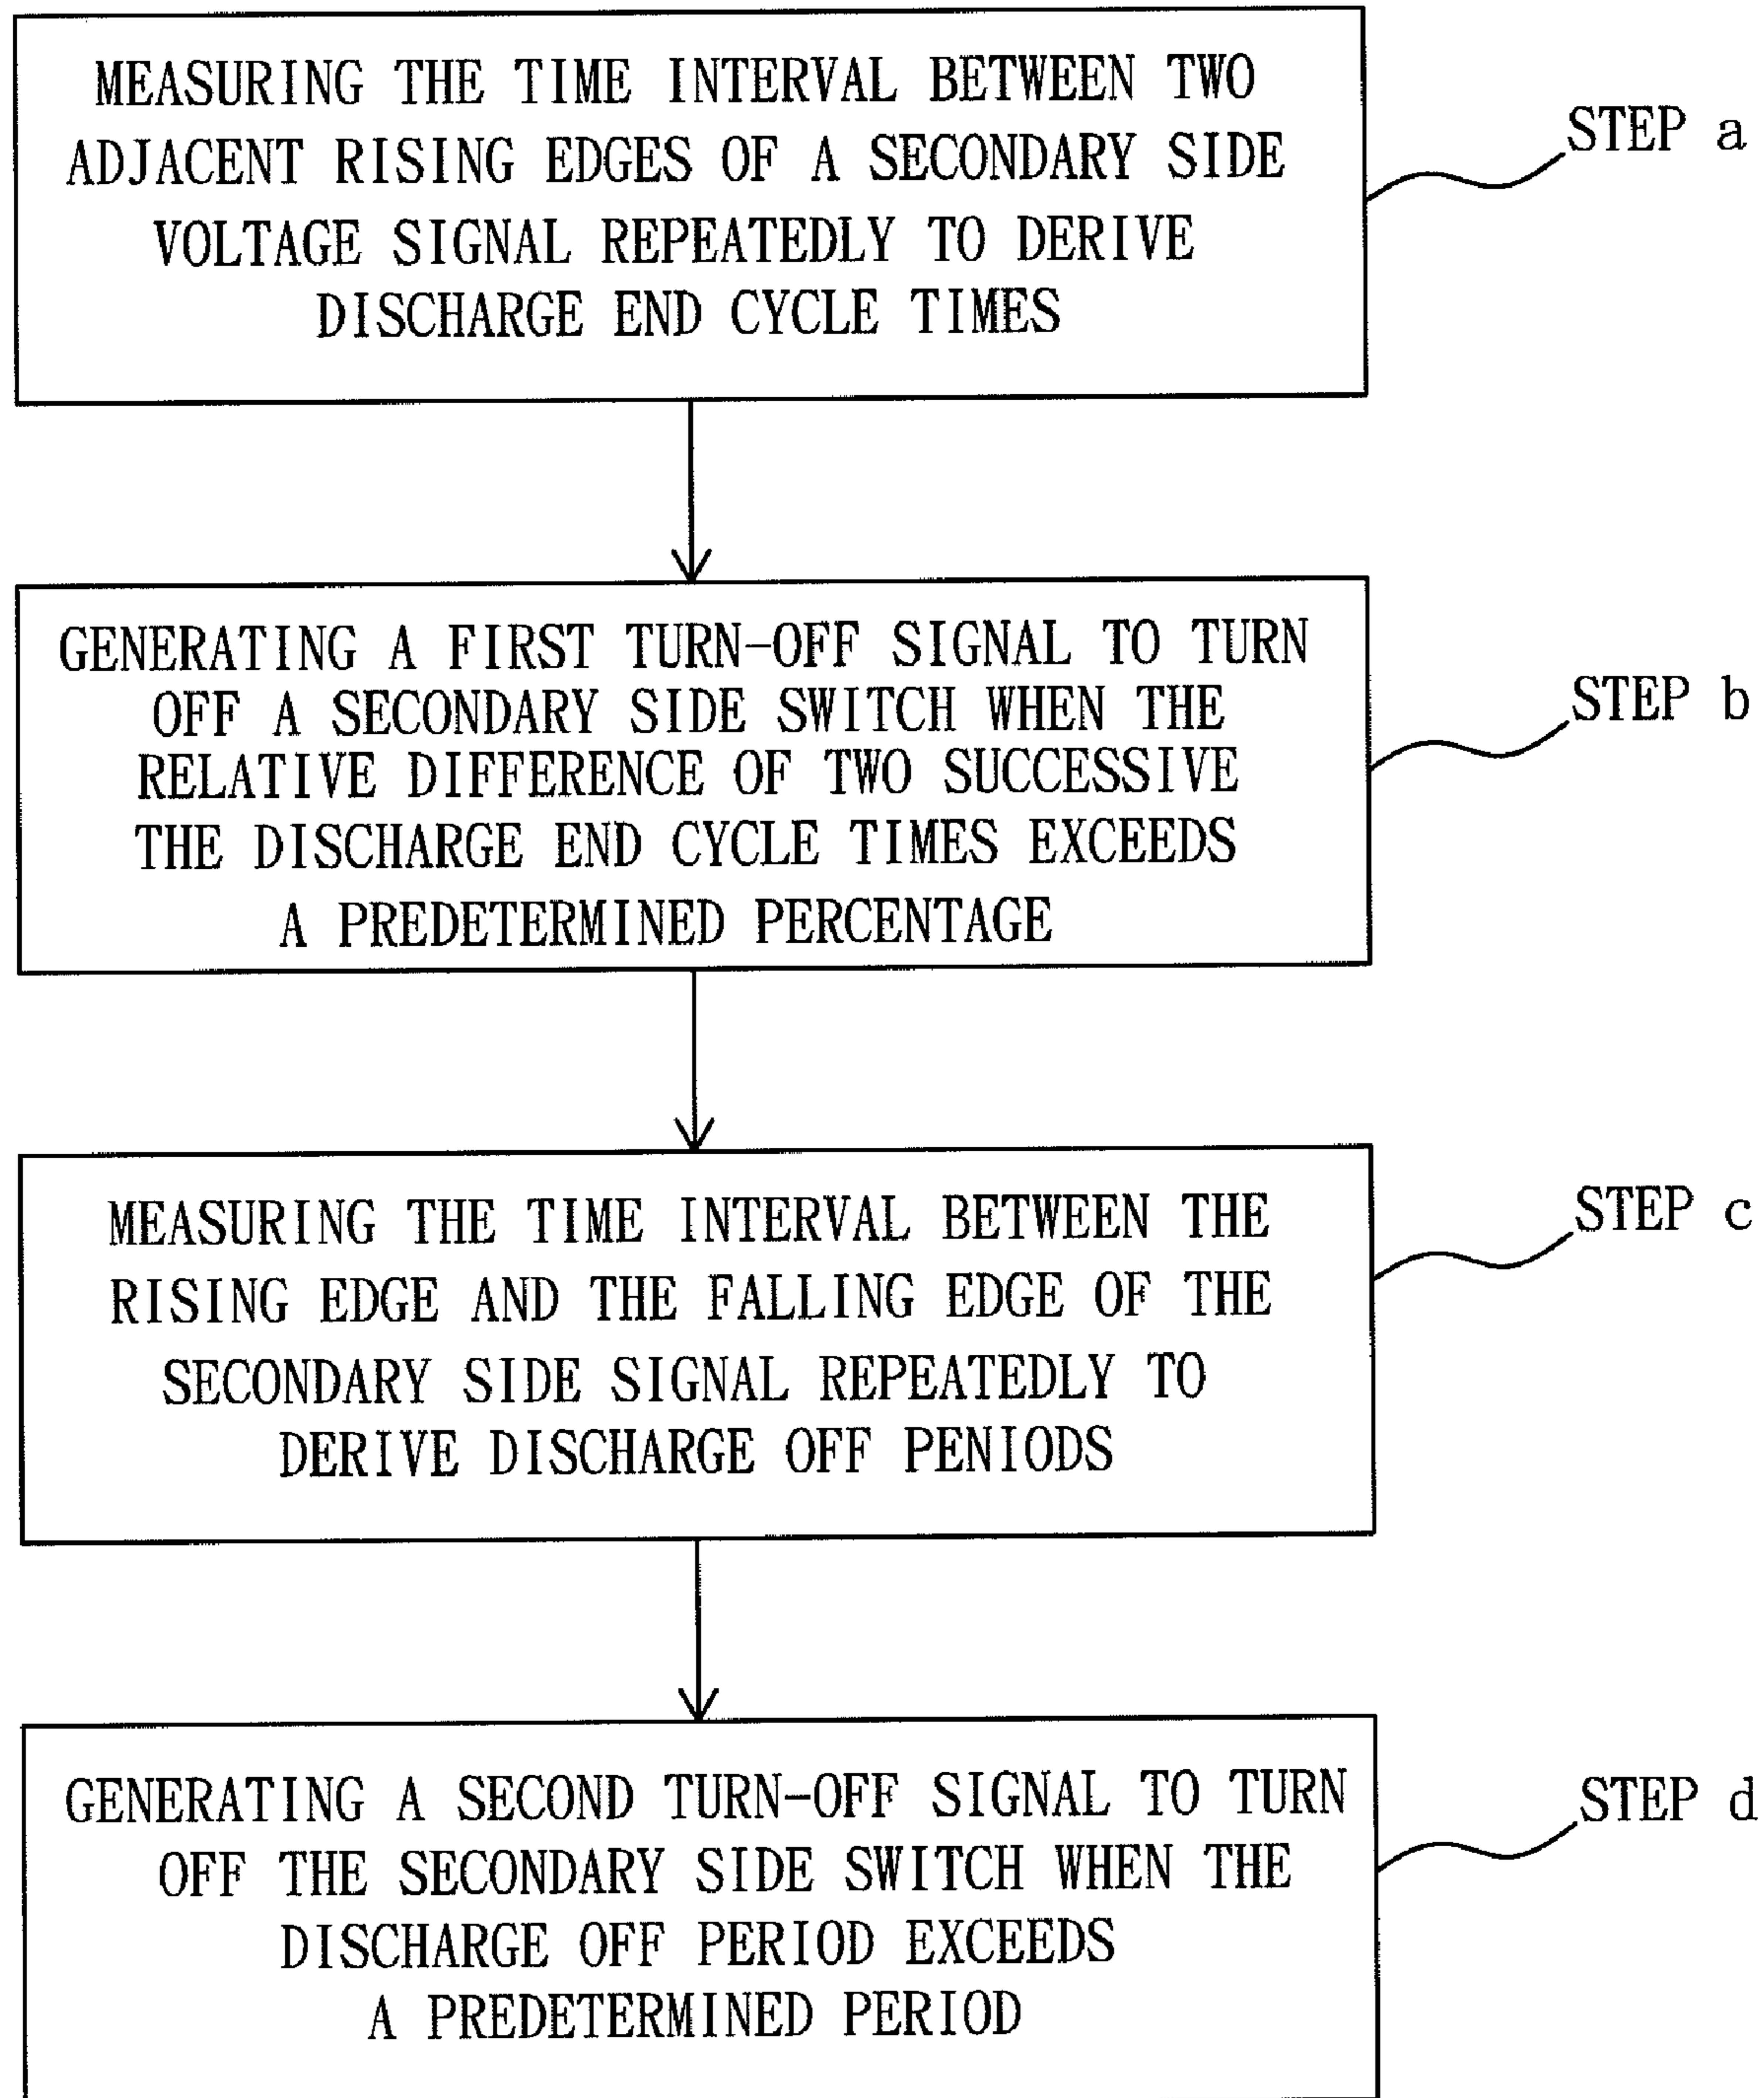 MEASURING THE TIME INTERVAL BETWEEN TWO
ADJACENT RISING EDGES OF A SECONDARY SIDE
VOLTAGE SIGNAL REPEATEDLY TO DERIVE
DISCHARGE END CYCLE TIMES
STEP a
GENERATING A FIRST TURN-OFF SIGNAL TO TURN
OFF A SECONDARY SIDE SWITCH WHEN THE
RELATIVE DIFFERENCE OF TWO SUCCESSIVE
THE DISCHARGE END CYCLE TIMES EXCEEDS
A PREDETERMINED PERCENTAGE
STEP b
MEASURING THE TIME INTERVAL BETWEEN THE
RISING EDGE AND THE FALLING EDGE OF THE
SECONDARY SIDE SIGNAL REPEATEDLY TO
DERIVE DISCHARGE OFF PENIODS
STEP c
GENERATING A SECOND TURN-OFF SIGNAL TO TURN
OFF THE SECONDARY SIDE SWITCH WHEN THE
DISCHARGE OFF PERIOD EXCEEDS
A PREDETERMINED PERIOD
STEP d